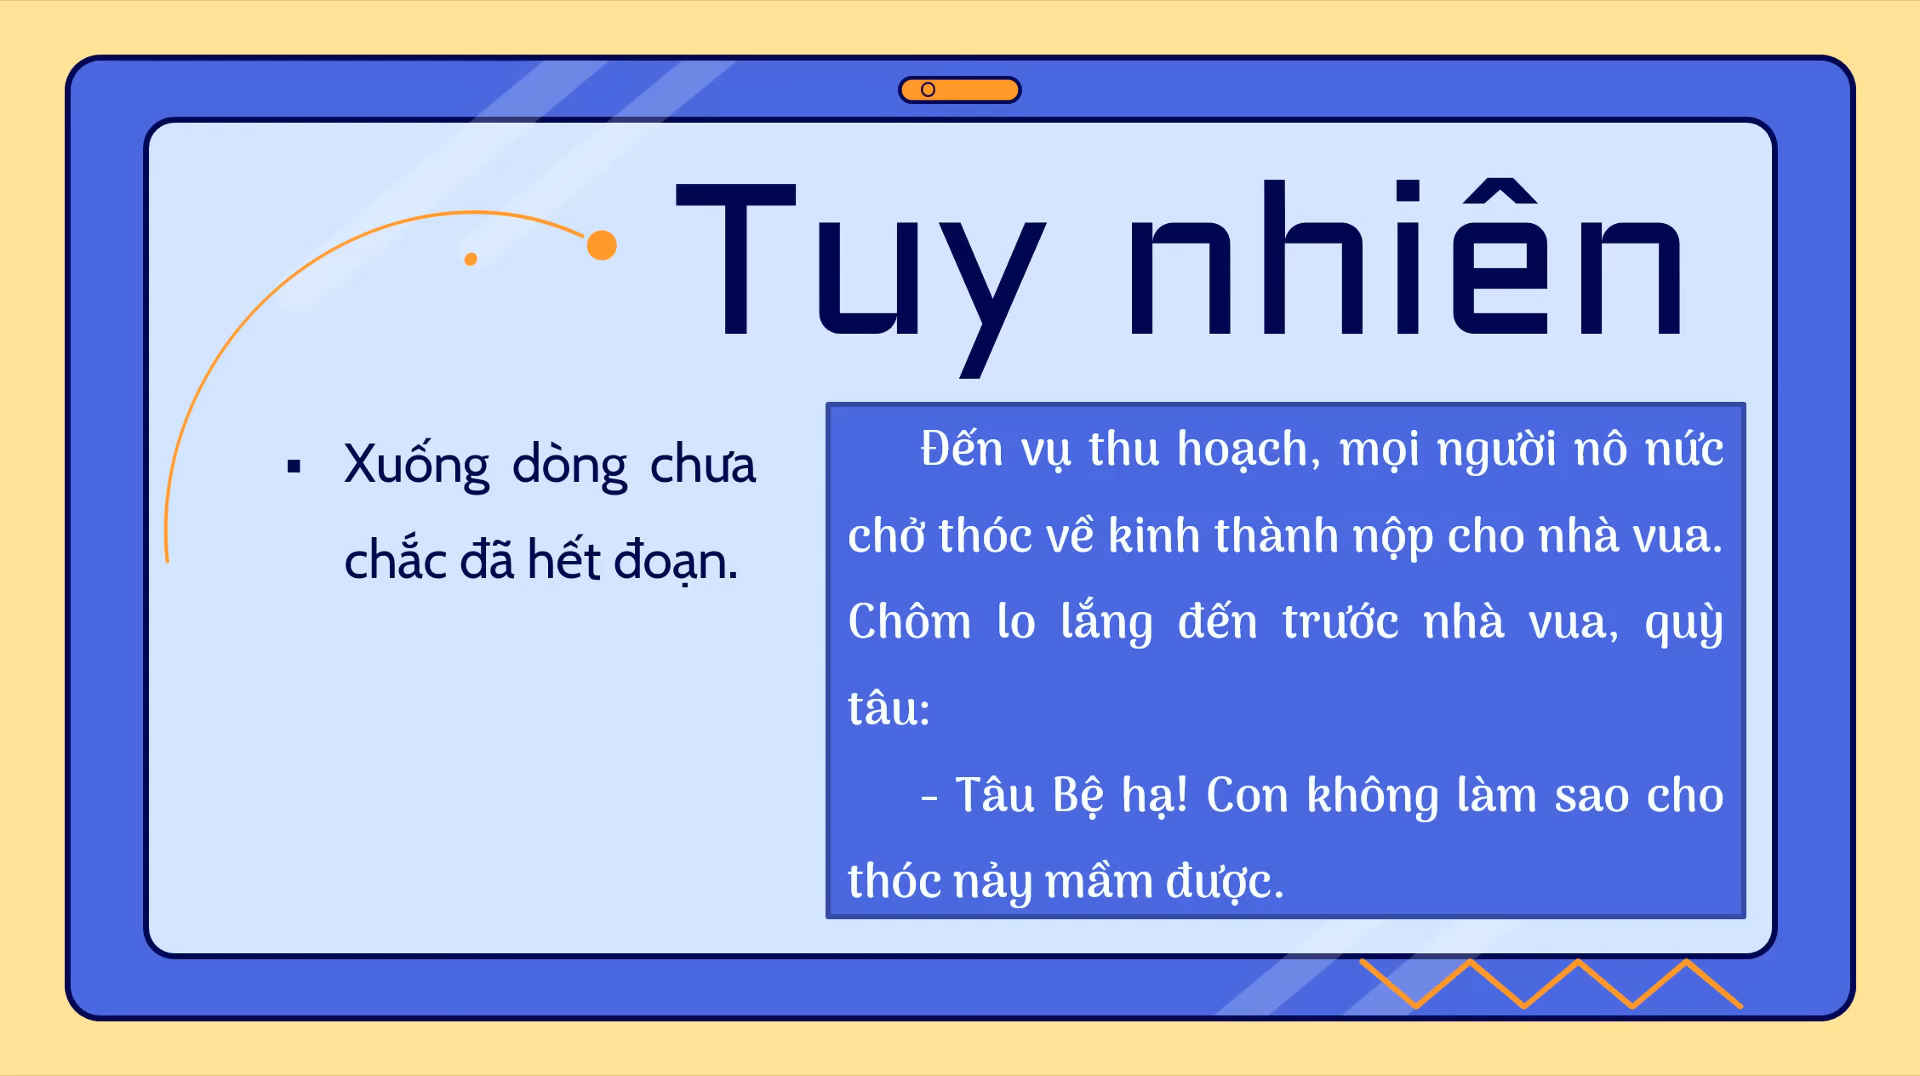 Tuy nhiên
▪ Xuống dòng chưa
chắc đã hết đoạn.
Đến vụ thu hoạch, mọi người nô nức
chở thóc về kinh thành nộp cho nhà vua.
Chôm lo lắng đến trước nhà vua, quỳ
tâu:
- Tâu Bệ hạ! Con không làm sao cho
thóc nảy mầm được.